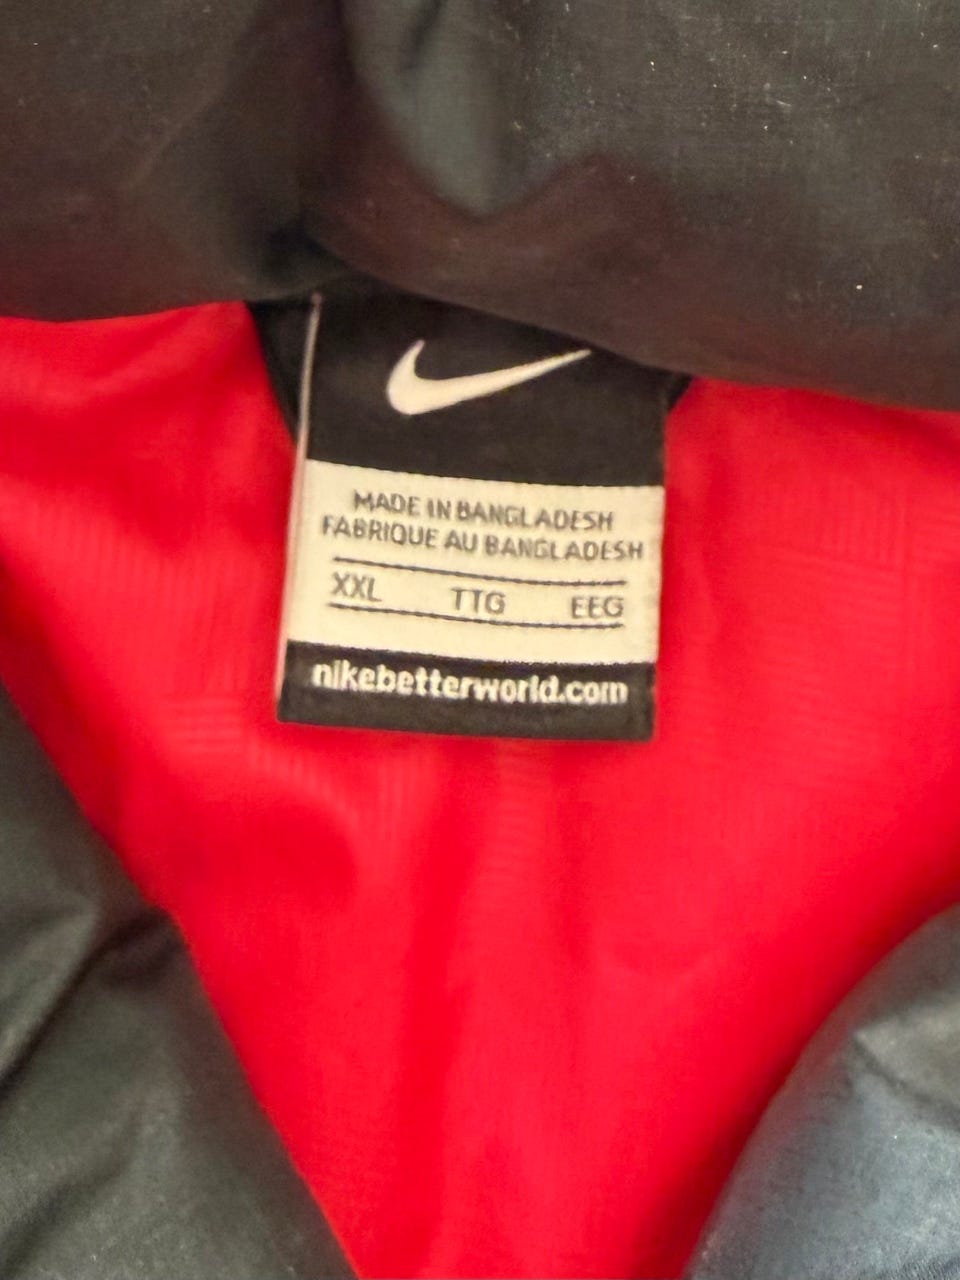 MADE IN BANGLADESH
FABRIQUE AU BANGLADESH
XXL TTG EEG
nikebetterworld.com